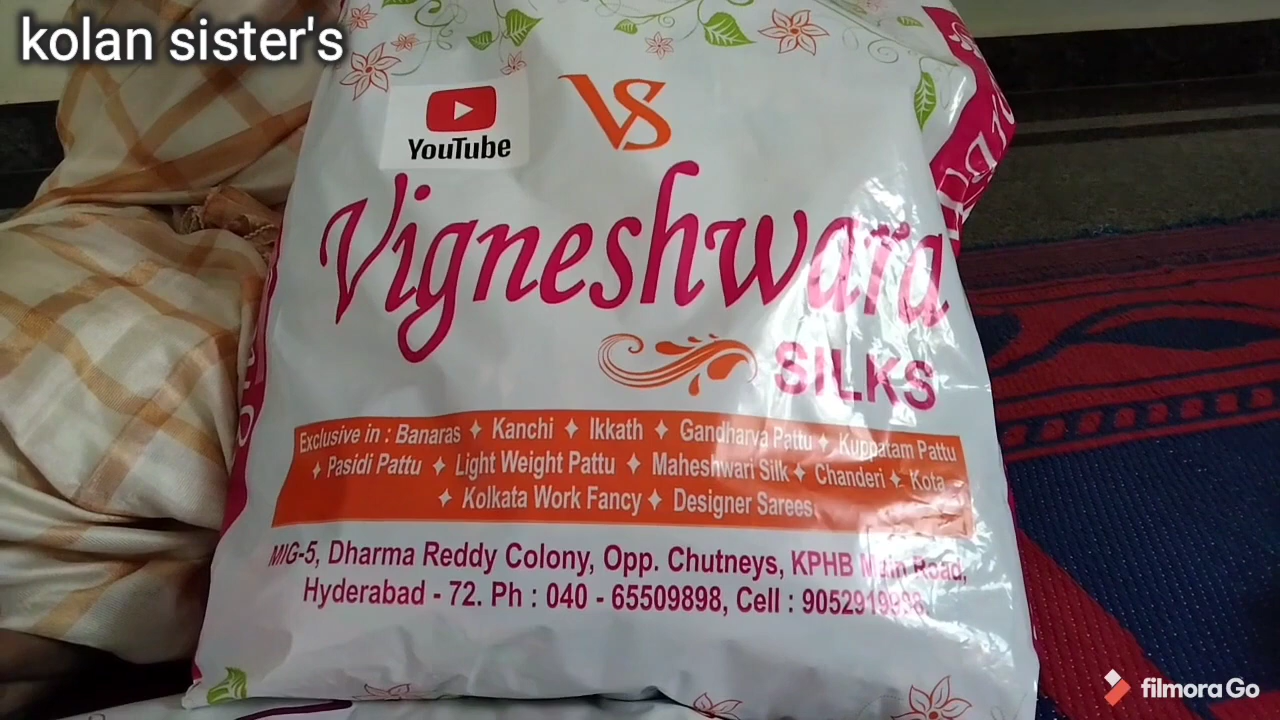 kolan sister's
VS
YouTube
Vigneshwara
SILKS
Exclusive in : Banaras ✦ Kanchi ✦ Ikkath ✦ Gandharva Pattu ✦ Kuppatam Pattu
✦ Pasidi Pattu ✦ Light Weight Pattu ✦ Maheshwari Silk ✦ Chanderi ✦ Kota
✦ Kolkata Work Fancy ✦ Designer Sarees
MIG-5, Dharma Reddy Colony, Opp. Chutneys, KPHB Main Road,
Hyderabad - 72. Ph : 040 - 65509898, Cell :
filmoraGo